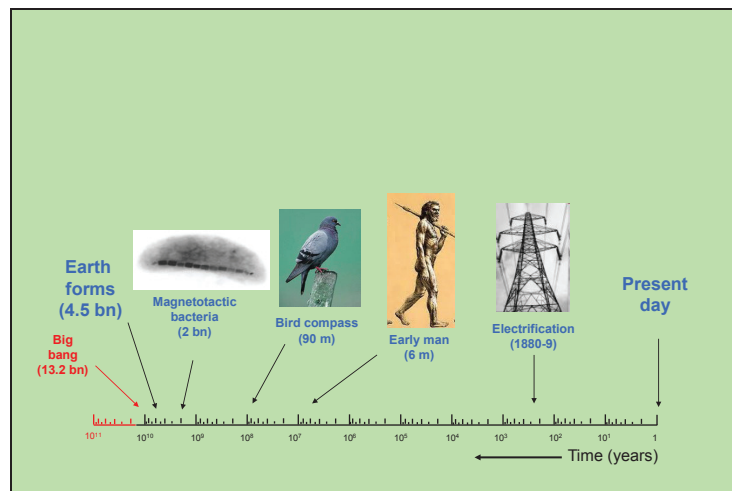 Earth
forms
(4.5 bn)
Magnetotactic
bacteria
(2 bn)
Bird compass
(90 m)
Early man
(6 m)
Electrification
(1880-9)
Present
day
Big
bang
(13.2 bn)
10¹¹ 10¹⁰ 10⁹ 10⁸ 10⁷ 10⁶ 10⁵ 10⁴ 10³ 10² 10¹ 1
Time (years)